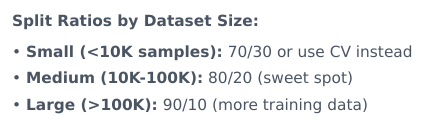 Split Ratios by Dataset Size:
• Small (<10K samples): 70/30 or use CV instead
• Medium (10K-100K): 80/20 (sweet spot)
• Large (>100K): 90/10 (more training data)